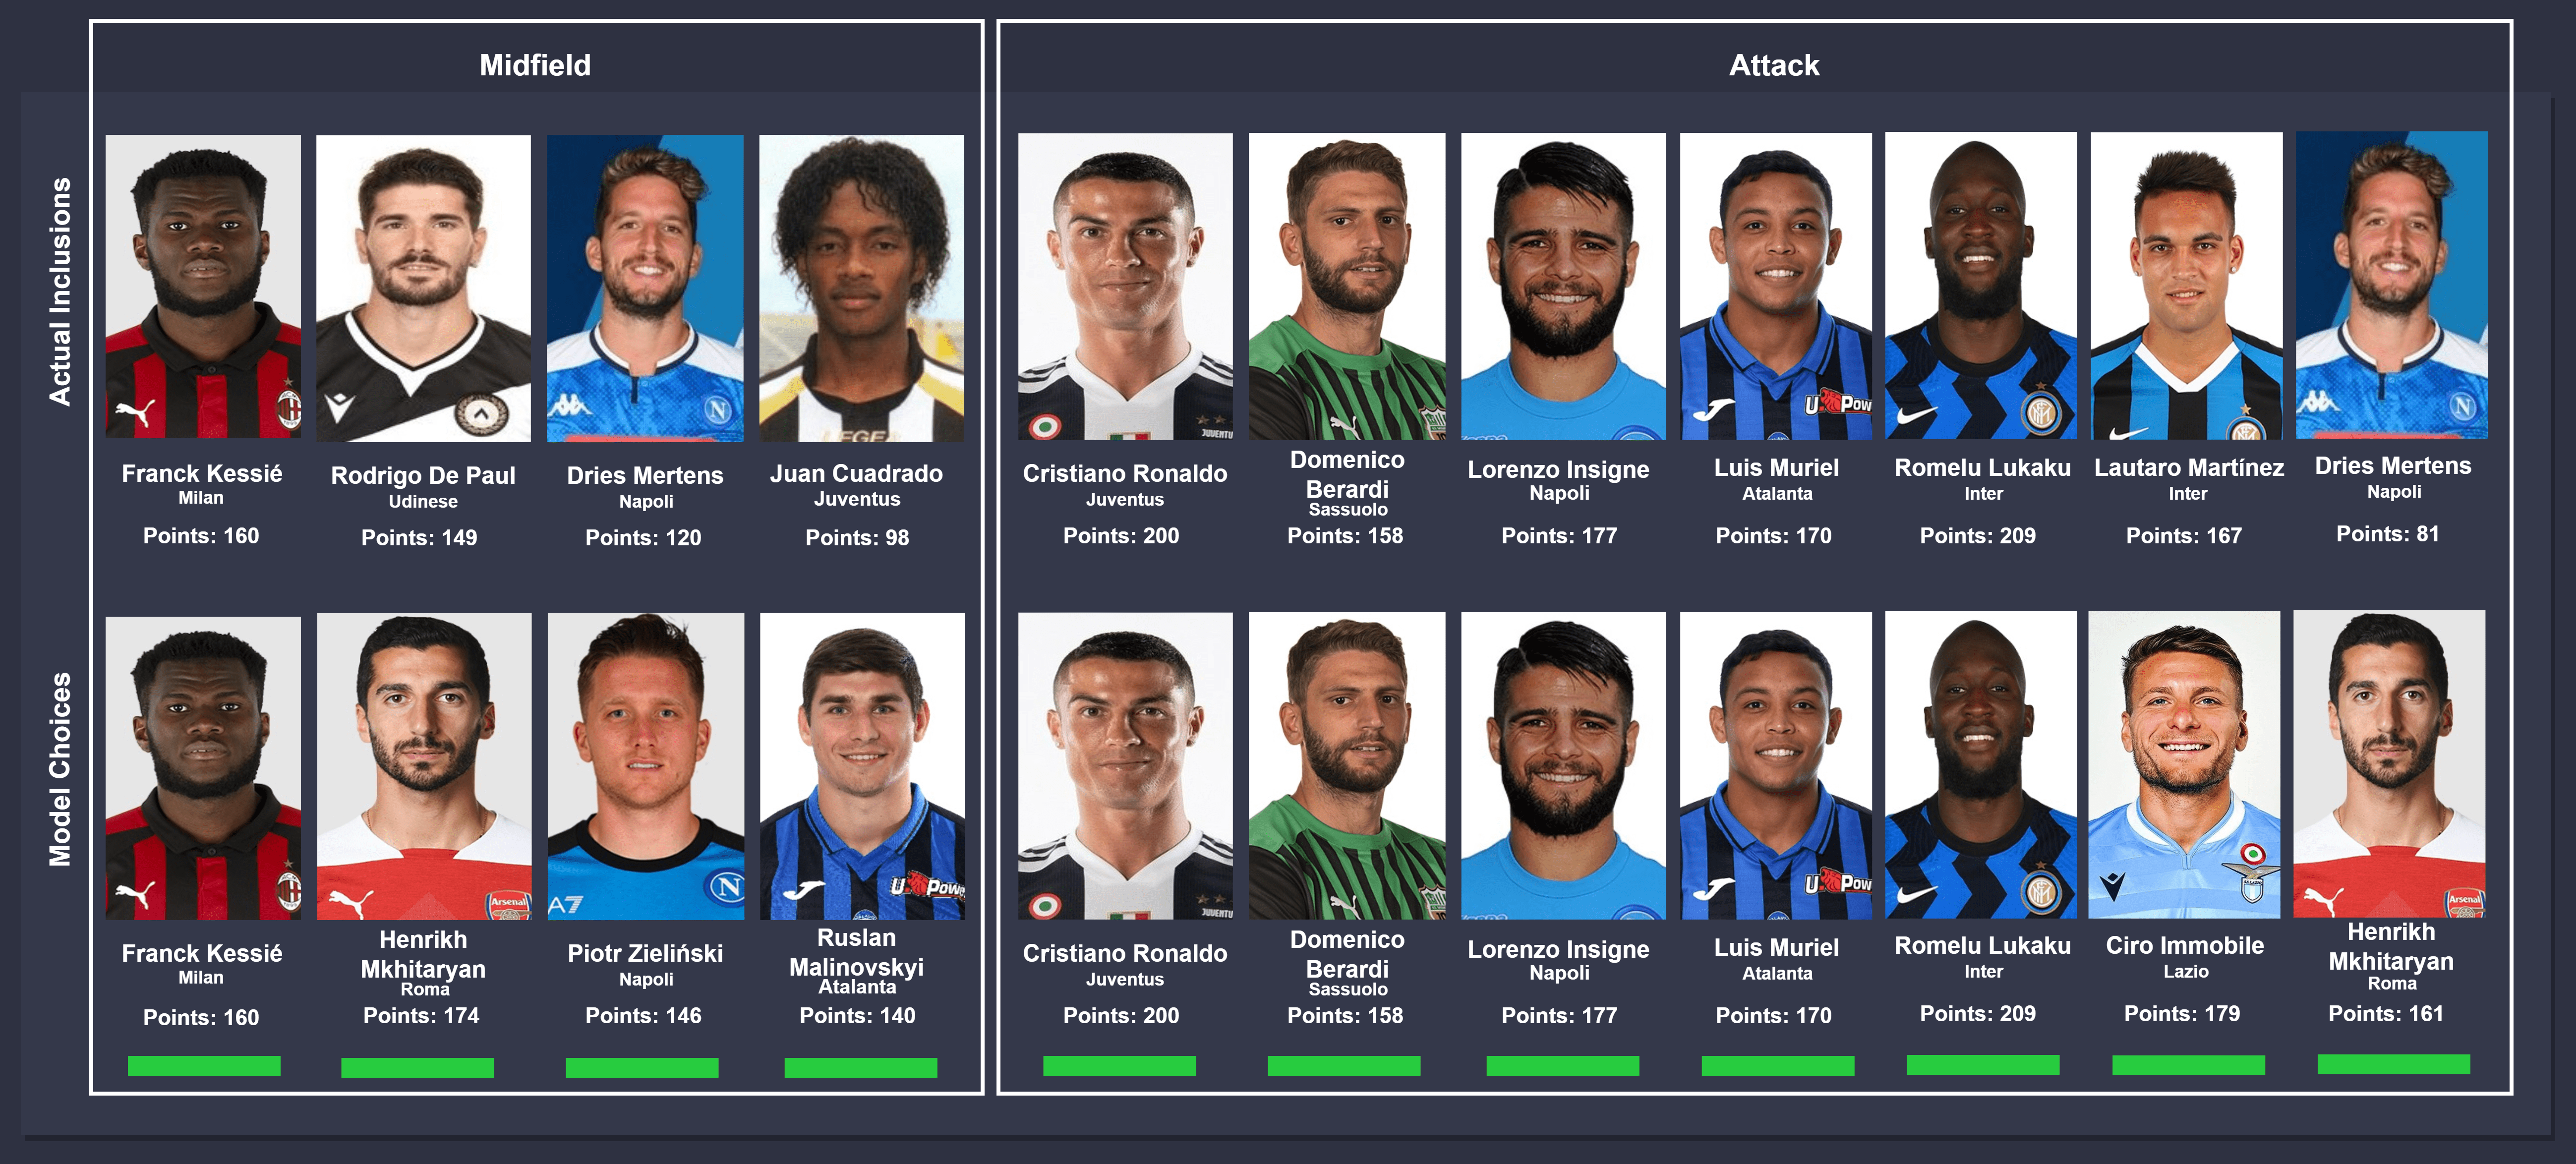 Midfield
Attack
Actual Inclusions
Franck Kessié
Milan
Points: 160
Rodrigo De Paul
Udinese
Points: 149
Dries Mertens
Napoli
Points: 120
Juan Cuadrado
Juventus
Points: 98
Cristiano Ronaldo
Juventus
Points: 200
Domenico
Berardi
Sassuolo
Points: 158
Lorenzo Insigne
Napoli
Points: 177
Luis Muriel
Atalanta
Points: 170
Romelu Lukaku
Inter
Points: 209
Lautaro Martínez
Inter
Points: 167
Dries Mertens
Napoli
Points: 81
Model Choices
Franck Kessié
Milan
Points: 160
Henrikh
Mkhitaryan
Roma
Points: 174
Piotr Zieliński
Napoli
Points: 146
Ruslan
Malinovskyi
Atalanta
Points: 140
Cristiano Ronaldo
Juventus
Points: 200
Domenico
Berardi
Sassuolo
Points: 158
Lorenzo Insigne
Napoli
Points: 177
Luis Muriel
Atalanta
Points: 170
Romelu Lukaku
Inter
Points: 209
Ciro Immobile
Lazio
Points: 179
Henrikh
Mkhitaryan
Roma
Points: 161